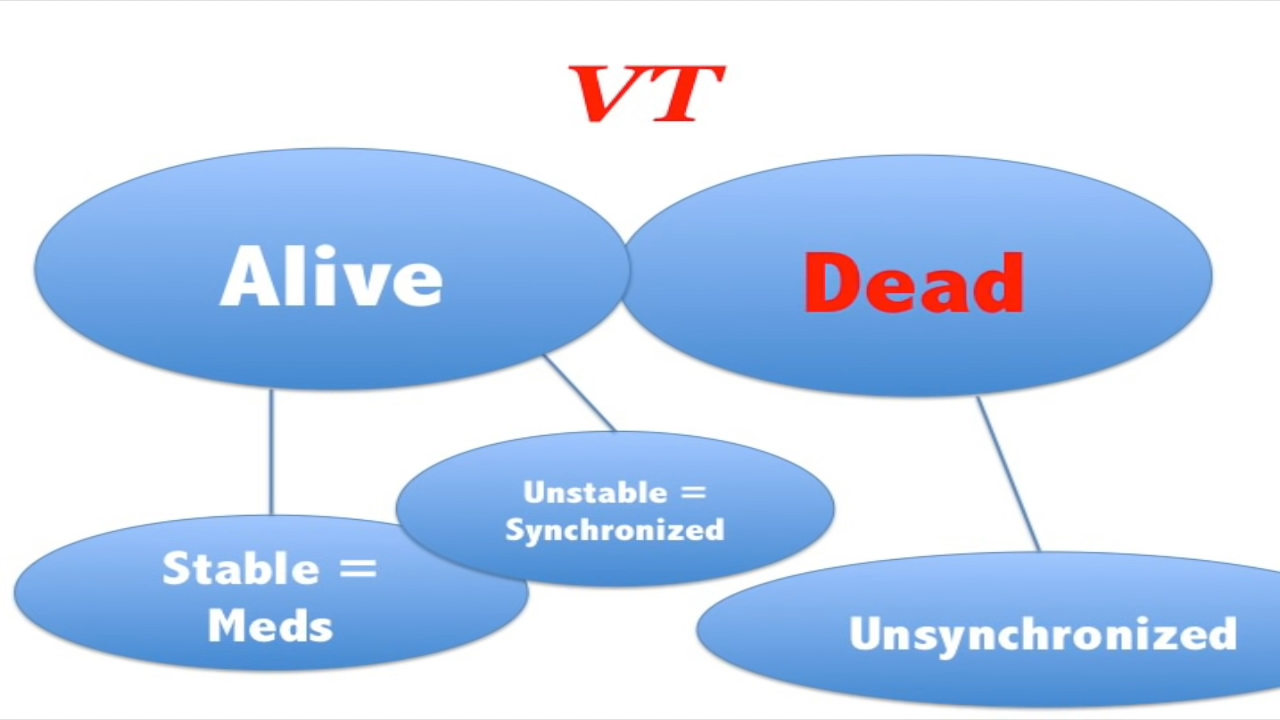 VT
Alive
Dead
Unstable =
Synchronized
Stable =
Meds
Unsynchronized